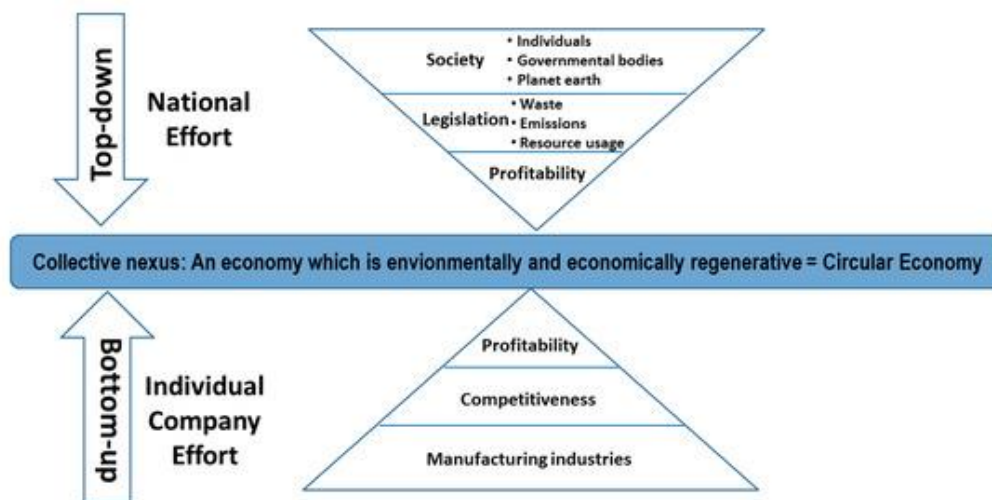 Top-down
National
Effort
Society
• Individuals
• Governmental bodies
• Planet earth
Legislation
• Waste
• Emissions
• Resource usage
Profitability
Collective nexus: An economy which is envionmentally and economically regenerative = Circular Economy
Bottom-up
Individual
Company
Effort
Profitability
Competitiveness
Manufacturing industries